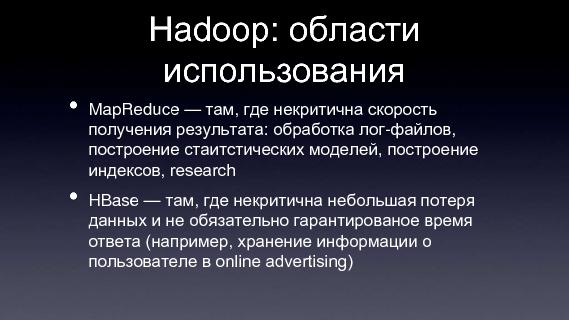 Hadoop: области
использования
• MapReduce — там, где некритична скорость
получения результата: обработка лог-файлов,
построение стаитстических моделей, построение
индексов, research
• HBase — там, где некритична небольшая потеря
данных и не обязательно гарантированое время
ответа (например, хранение информации о
пользователе в online advertising)